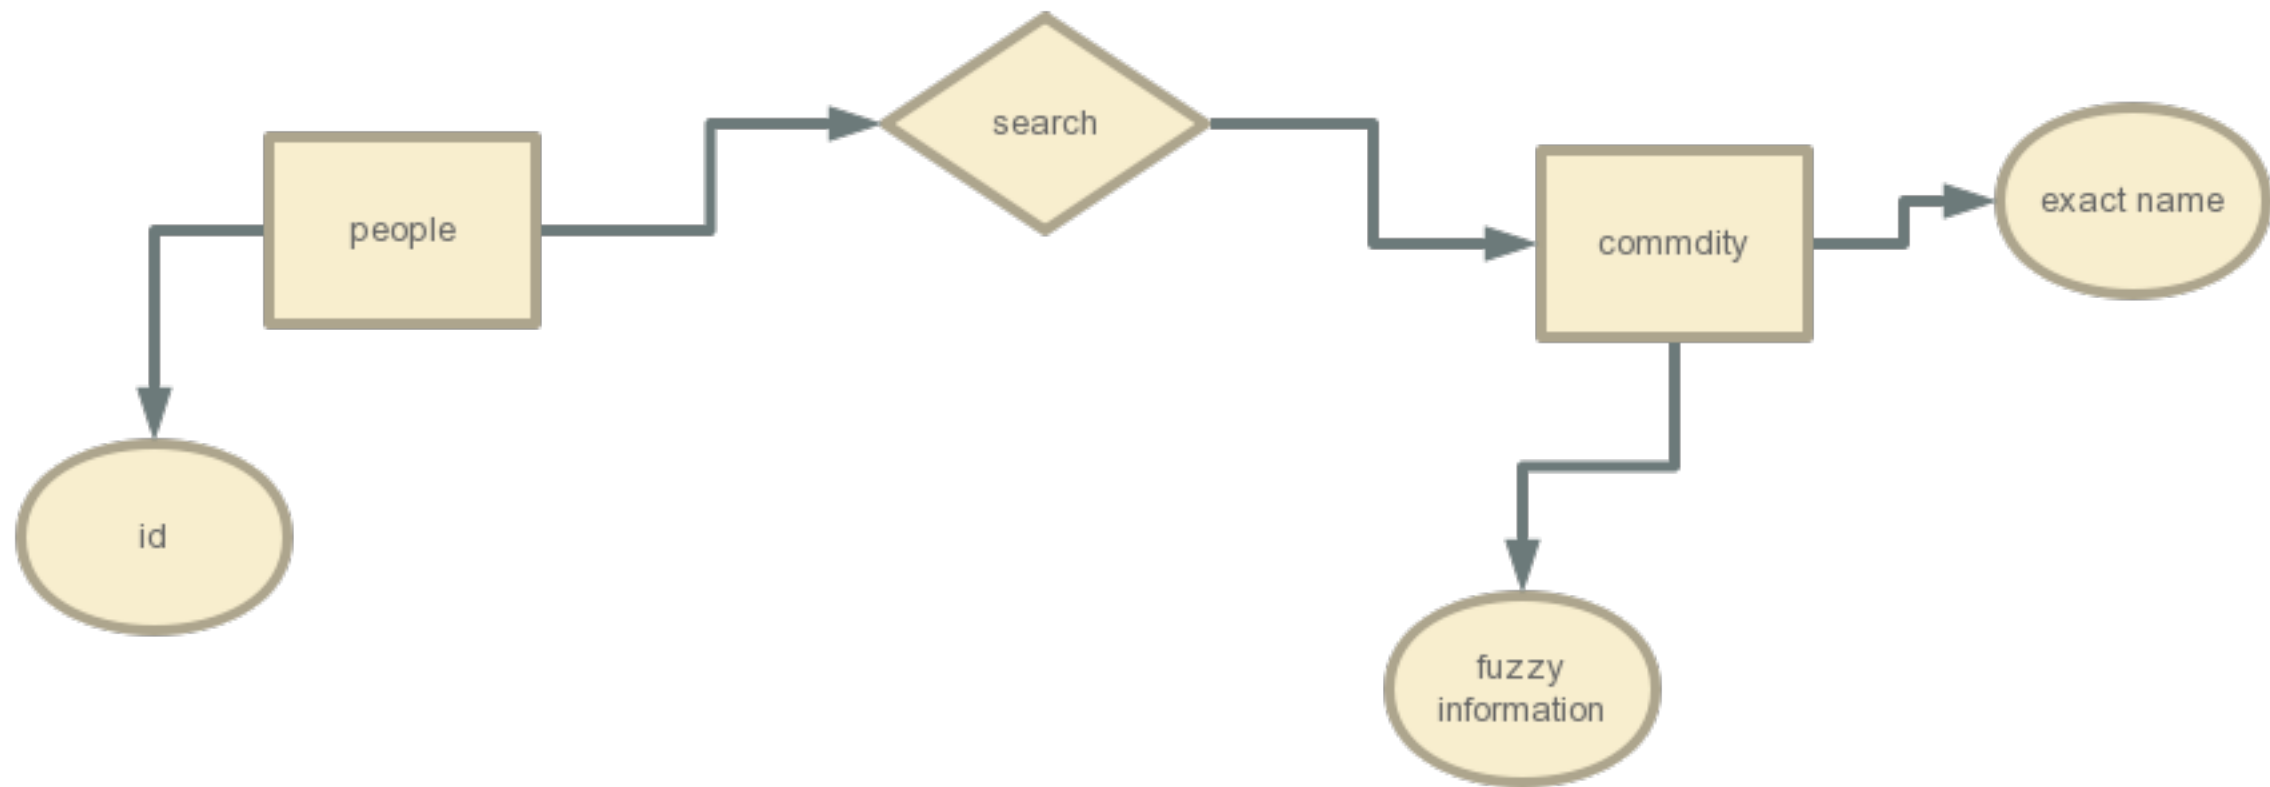 search
people
commdity
exact name
id
fuzzy
information